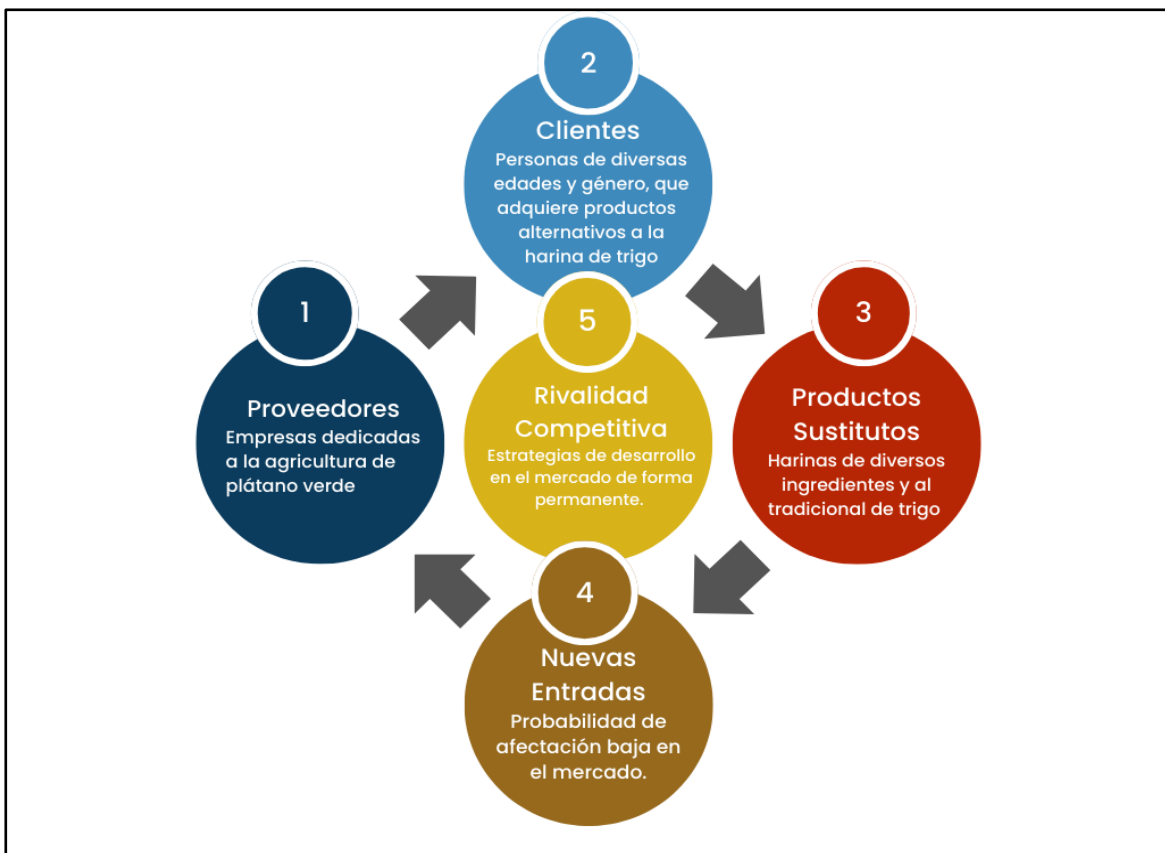 1
Proveedores
Empresas dedicadas
a la agricultura de
plátano verde
2
Clientes
Personas de diversas
edades y género, que
adquiere productos
alternativos a la
harina de trigo
3
Productos
Sustitutos
Harinas de diversos
ingredientes y al
tradicional de trigo
4
Nuevas
Entradas
Probabilidad de
afectación baja en
el mercado.
5
Rivalidad
Competitiva
Estrategias de desarrollo
en el mercado de forma
permanente.